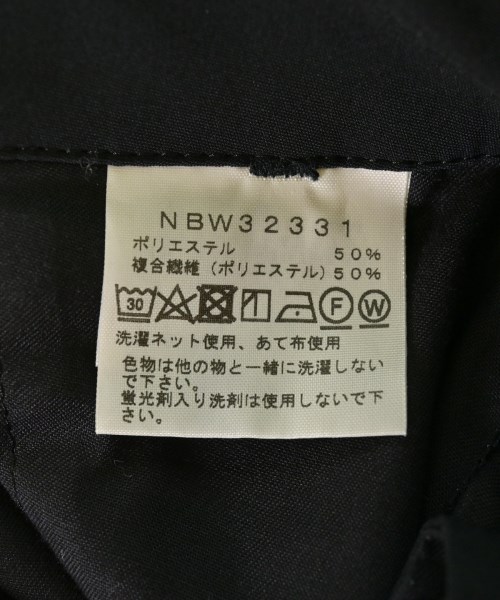 NBW32331
ポリエステル 50%
複合繊維（ポリエステル）50%
30 F W
洗濯ネット使用、あて布使用
色物は他の物と一緒に洗濯しない
で下さい。
蛍光剤入り洗剤は使用しないで下
さい。